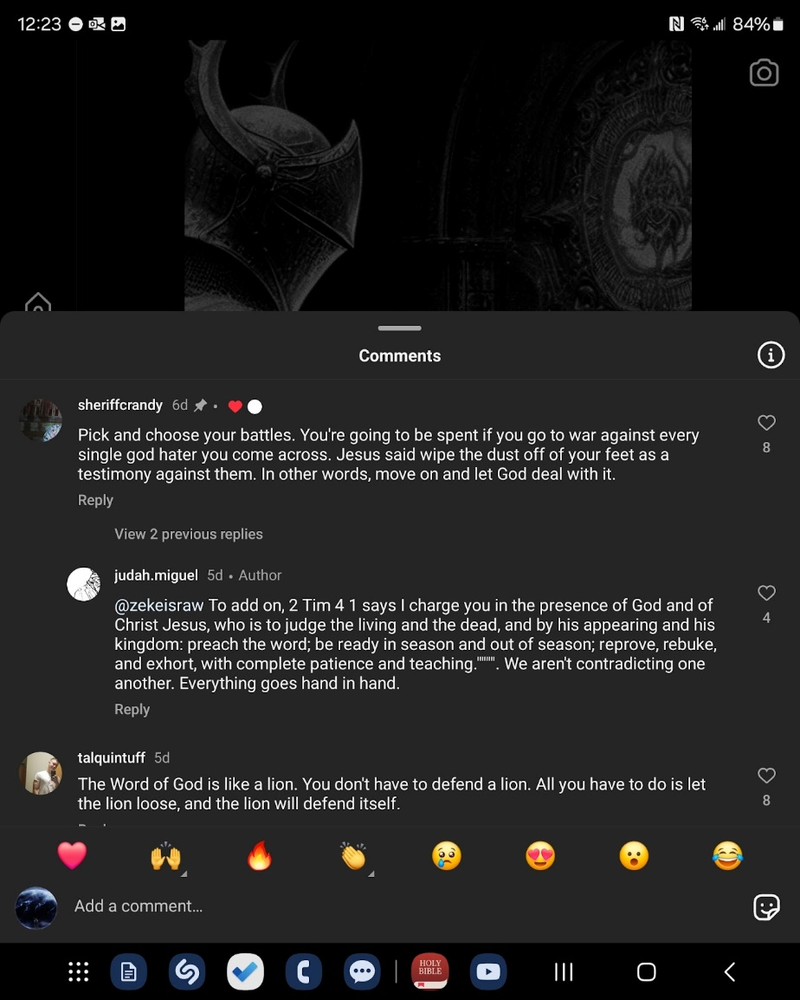 12:23
84%
Comments
sheriffcrandy 6d
Pick and choose your battles. You're going to be spent if you go to war against every
single god hater you come across. Jesus said wipe the dust off of your feet as a
testimony against them. In other words, move on and let God deal with it.
8
Reply
View 2 previous replies
judah.miguel 5d • Author
@zekeisraw To add on, 2 Tim 4 1 says I charge you in the presence of God and of
Christ Jesus, who is to judge the living and the dead, and by his appearing and his
kingdom: preach the word; be ready in season and out of season; reprove, rebuke,
and exhort, with complete patience and teaching."""". We aren't contradicting one
another. Everything goes hand in hand.
4
Reply
talquintuff 5d
The Word of God is like a lion. You don't have to defend a lion. All you have to do is let
the lion loose, and the lion will defend itself.
8
Add a comment...
HOLY
BIBLE